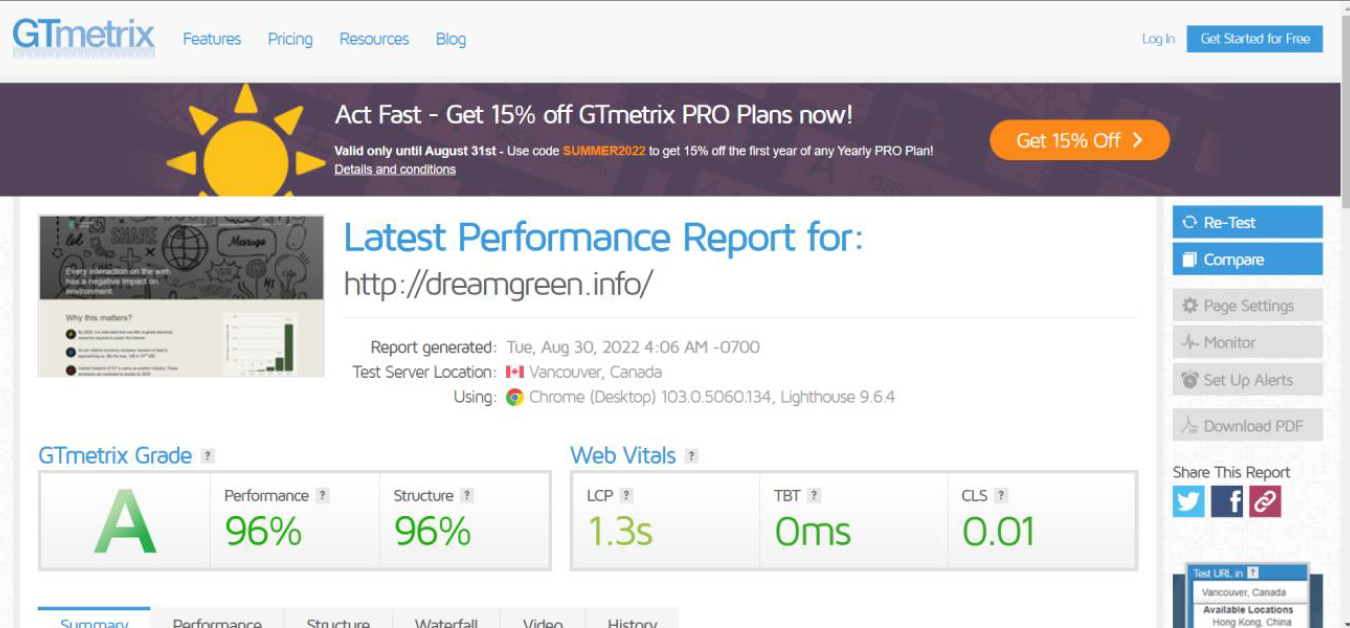 GTmetrix
Features Pricing Resources Blog
Log In Get Started for Free
Act Fast - Get 15% off GTmetrix PRO Plans now!
Valid only until August 31st - Use code SUMMER2022 to get 15% off the first year of any Yearly PRO Plan!
Details and conditions
Get 15% Off
lol SHARE Message
Every interaction on the web
has a negative impact on
environment.
Why this matters?
Latest Performance Report for:
http://dreamgreen.info/
Report generated: Tue, Aug 30, 2022 4:06 AM -0700
Test Server Location: Vancouver, Canada
Using: Chrome (Desktop) 103.0.5060.134, Lighthouse 9.6.4
Re-Test
Compare
Page Settings
Monitor
Set Up Alerts
Download PDF
Share This Report
GTmetrix Grade ?
A
Performance ?
96%
Structure ?
96%
Web Vitals ?
LCP ?
1.3s
TBT ?
0ms
CLS ?
0.01
Test URL in ?
Vancouver, Canada
Available Locations
Hong Kong, China
Summary Performance Structure Waterfall Video History